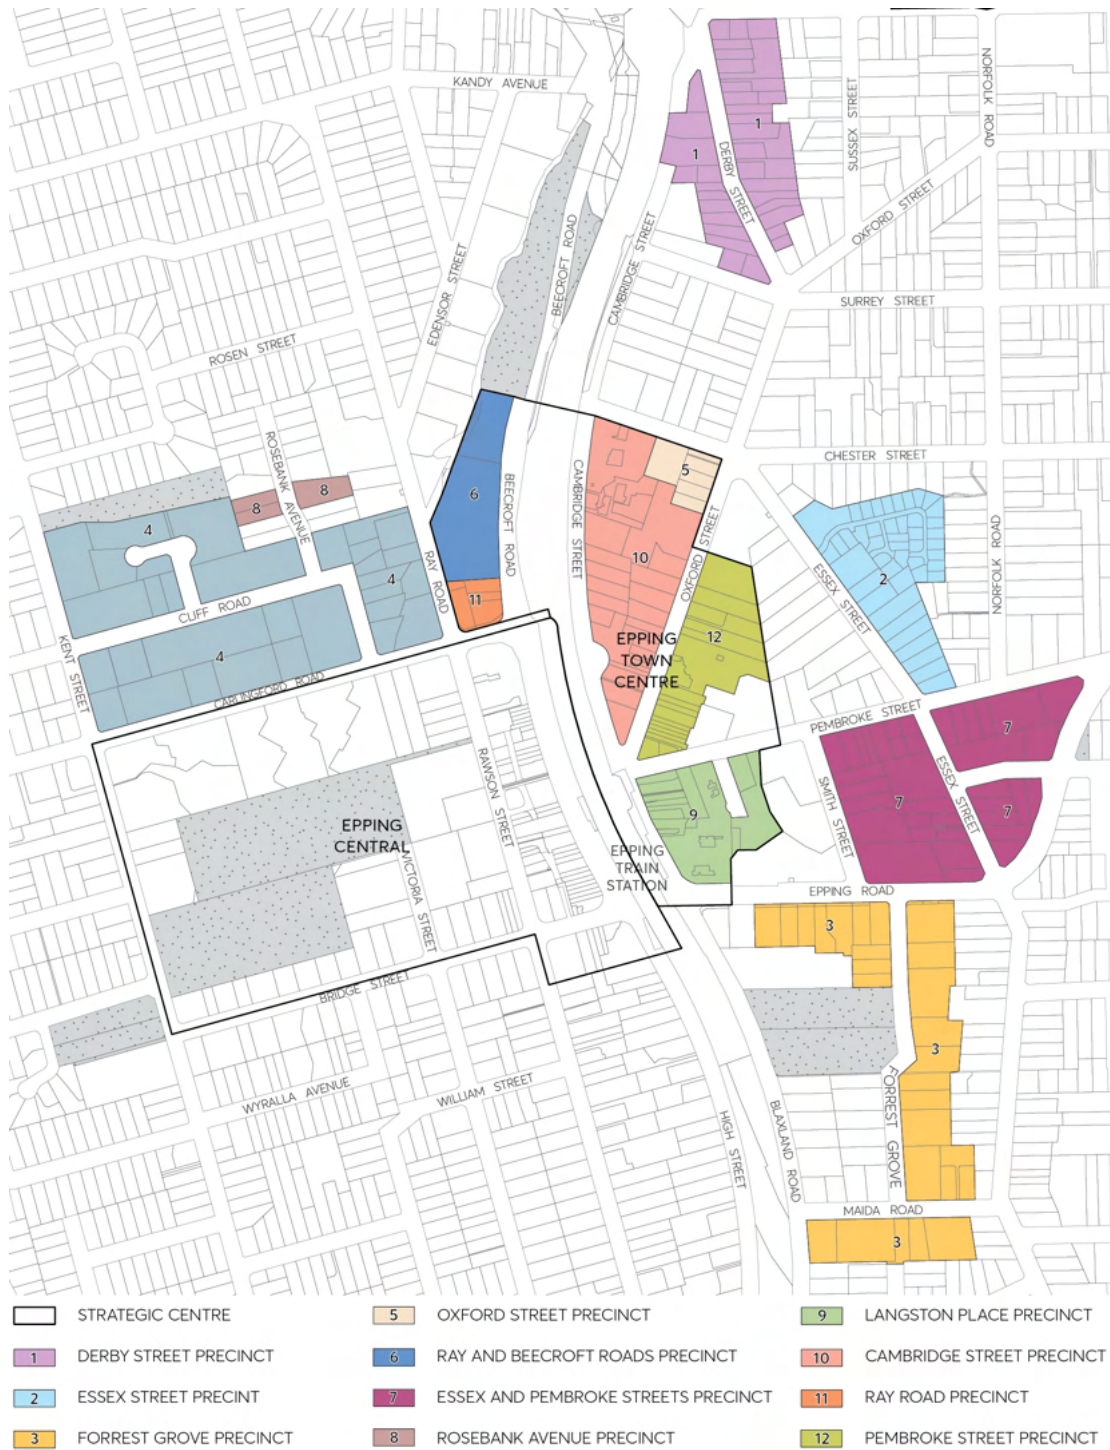 KANDY AVENUE
SUSSEX STREET
NORFOLK ROAD
1
1
DERBY STREET
OXFORD STREET
BEECROFT ROAD
CAMBRIDGE STREET
EDENSOR STREET
SURREY STREET
ROSEN STREET
ROSEBANK AVENUE
CHESTER STREET
CAMBRIDGE STREET
5
BEECROFT ROAD
6
8
8
4
OXFORD STREET
NORFOLK ROAD
10
ESSEX STREET
2
RAY ROAD
4
11
CLIFF ROAD
12
EPPING
TOWN
CENTRE
KENT STREET
4
CARLINGFORD ROAD
PEMBROKE STREET
7
ESSEX STREET
RAWSON STREET
SMITH STREET
7
7
9
EPPING
CENTRAL
VICTORIA STREET
EPPING
TRAIN
STATION
EPPING ROAD
3
BRIDGE STREET
3
FORREST GROVE
WYRALLA AVENUE
WILLIAM STREET
HIGH STREET
BLAXLAND ROAD
MAIDA ROAD
3
STRATEGIC CENTRE
1 DERBY STREET PRECINCT
2 ESSEX STREET PRECINT
3 FORREST GROVE PRECINCT
5 OXFORD STREET PRECINCT
6 RAY AND BEECROFT ROADS PRECINCT
7 ESSEX AND PEMBROKE STREETS PRECINCT
8 ROSEBANK AVENUE PRECINCT
9 LANGSTON PLACE PRECINCT
10 CAMBRIDGE STREET PRECINCT
11 RAY ROAD PRECINCT
12 PEMBROKE STREET PRECINCT